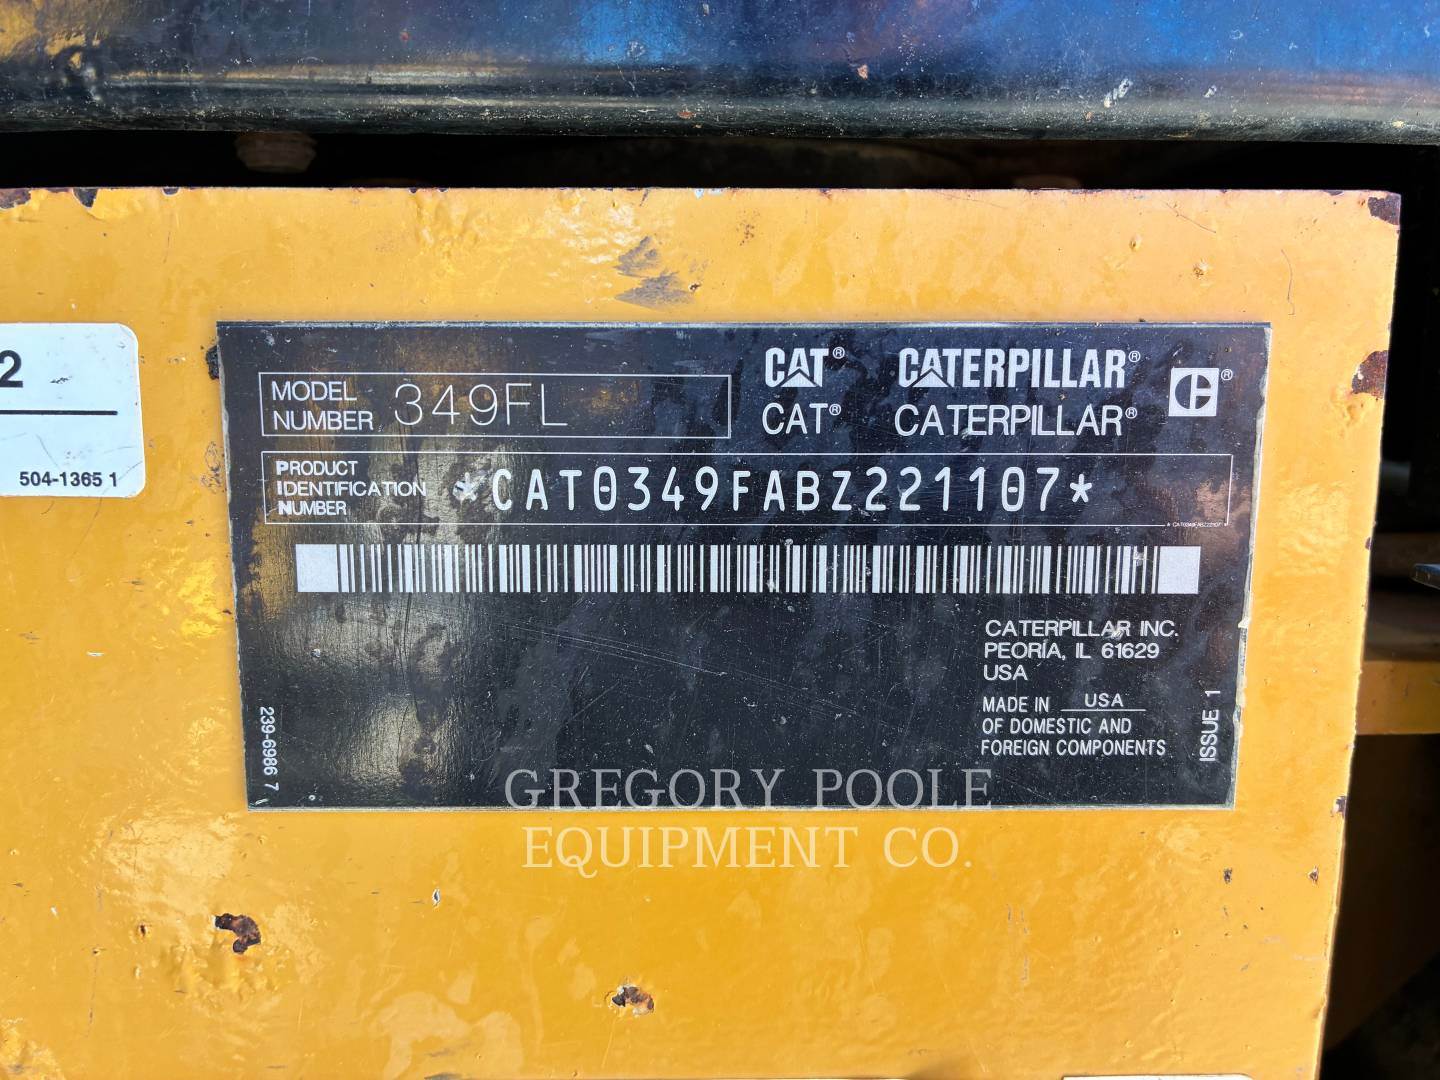 2
504-1365 1
MODEL
NUMBER 349FL
CAT® CATERPILLAR®
CAT® CATERPILLAR®
C®
PRODUCT
IDENTIFICATION
NUMBER
*CAT0349FABZ221107*
* CAT0349FABZ221107 *
CATERPILLAR INC.
PEORIA, IL 61629
USA
MADE IN USA
OF DOMESTIC AND
FOREIGN COMPONENTS
ISSUE 1
239-6986 7
GREGORY POOLE
EQUIPMENT CO.